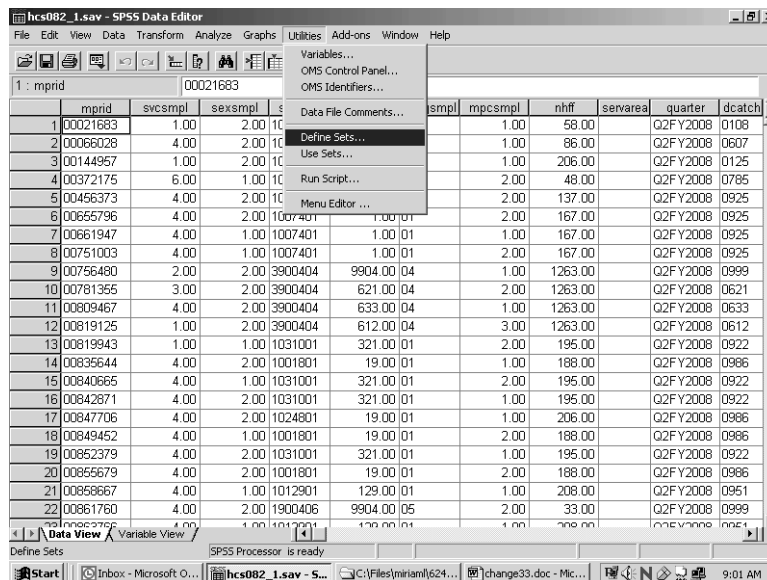 hcs082_1.sav - SPSS Data Editor
File Edit View Data Transform Analyze Graphs Utilities Add-ons Window Help
Variables...
OMS Control Panel...
OMS Identifiers...
Data File Comments...
Define Sets...
Use Sets...
Run Script...
Menu Editor ...
1 : mprid 00021683
mprid svcsmpl sexsmpl s smpl mpcsmpl nhff servarea quarter dcatch
1 00021683 1.00 2.00 10 1.00 58.00 Q2FY2008 0108
2 00066028 4.00 2.00 10 1.00 86.00 Q2FY2008 0607
3 00144957 1.00 2.00 10 1.00 206.00 Q2FY2008 0125
4 00372175 6.00 1.00 10 2.00 48.00 Q2FY2008 0785
5 00456373 4.00 2.00 10 2.00 137.00 Q2FY2008 0925
6 00655796 4.00 2.00 1007401 1.00 01 2.00 167.00 Q2FY2008 0925
7 00661947 4.00 1.00 1007401 1.00 01 1.00 167.00 Q2FY2008 0925
8 00751003 4.00 1.00 1007401 1.00 01 2.00 167.00 Q2FY2008 0925
9 00756480 2.00 2.00 3900404 9904.00 04 1.00 1263.00 Q2FY2008 0999
10 00781355 3.00 2.00 3900404 621.00 04 2.00 1263.00 Q2FY2008 0621
11 00809467 4.00 2.00 3900404 633.00 04 1.00 1263.00 Q2FY2008 0633
12 00819125 1.00 2.00 3900404 612.00 04 3.00 1263.00 Q2FY2008 0612
13 00819943 1.00 1.00 1031001 321.00 01 2.00 195.00 Q2FY2008 0922
14 00835644 4.00 2.00 1001801 19.00 01 1.00 188.00 Q2FY2008 0986
15 00840665 4.00 1.00 1031001 321.00 01 2.00 195.00 Q2FY2008 0922
16 00842871 4.00 2.00 1031001 321.00 01 1.00 195.00 Q2FY2008 0922
17 00847706 4.00 2.00 1024801 19.00 01 1.00 206.00 Q2FY2008 0986
18 00849452 4.00 1.00 1001801 19.00 01 2.00 188.00 Q2FY2008 0986
19 00852379 4.00 2.00 1031001 321.00 01 1.00 195.00 Q2FY2008 0922
20 00855679 4.00 2.00 1001801 19.00 01 2.00 188.00 Q2FY2008 0986
21 00858667 4.00 1.00 1012901 129.00 01 1.00 208.00 Q2FY2008 0951
22 00861760 4.00 2.00 1900406 9904.00 05 2.00 33.00 Q2FY2008 0999
Data View Variable View
Define Sets SPSS Processor is ready
Start Inbox - Microsoft O... hcs082_1.sav - S... C:\Files\miriaml\624... change33.doc - Mic... 9:01 AM